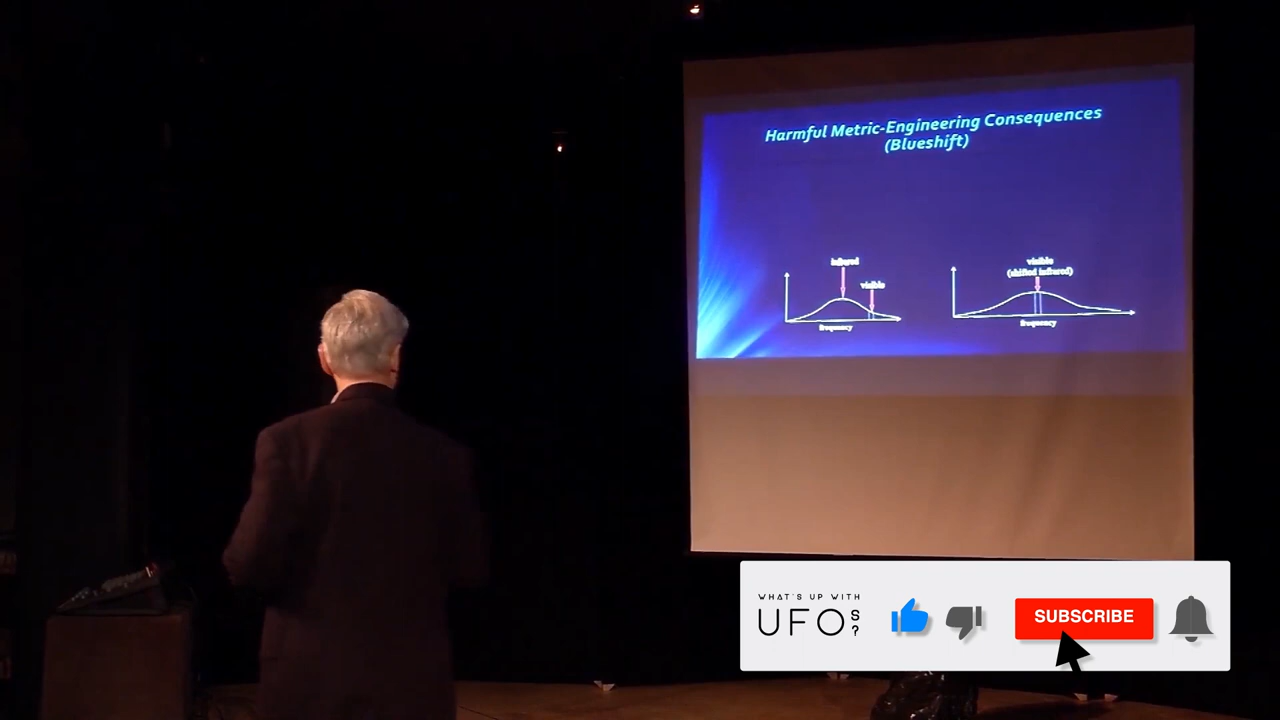 Harmful Metric-Engineering Consequences
(Blueshift)
infrared
visible
frequency
visible
(shifted infrared)
frequency
WHAT'S UP WITH
UFOS?
SUBSCRIBE